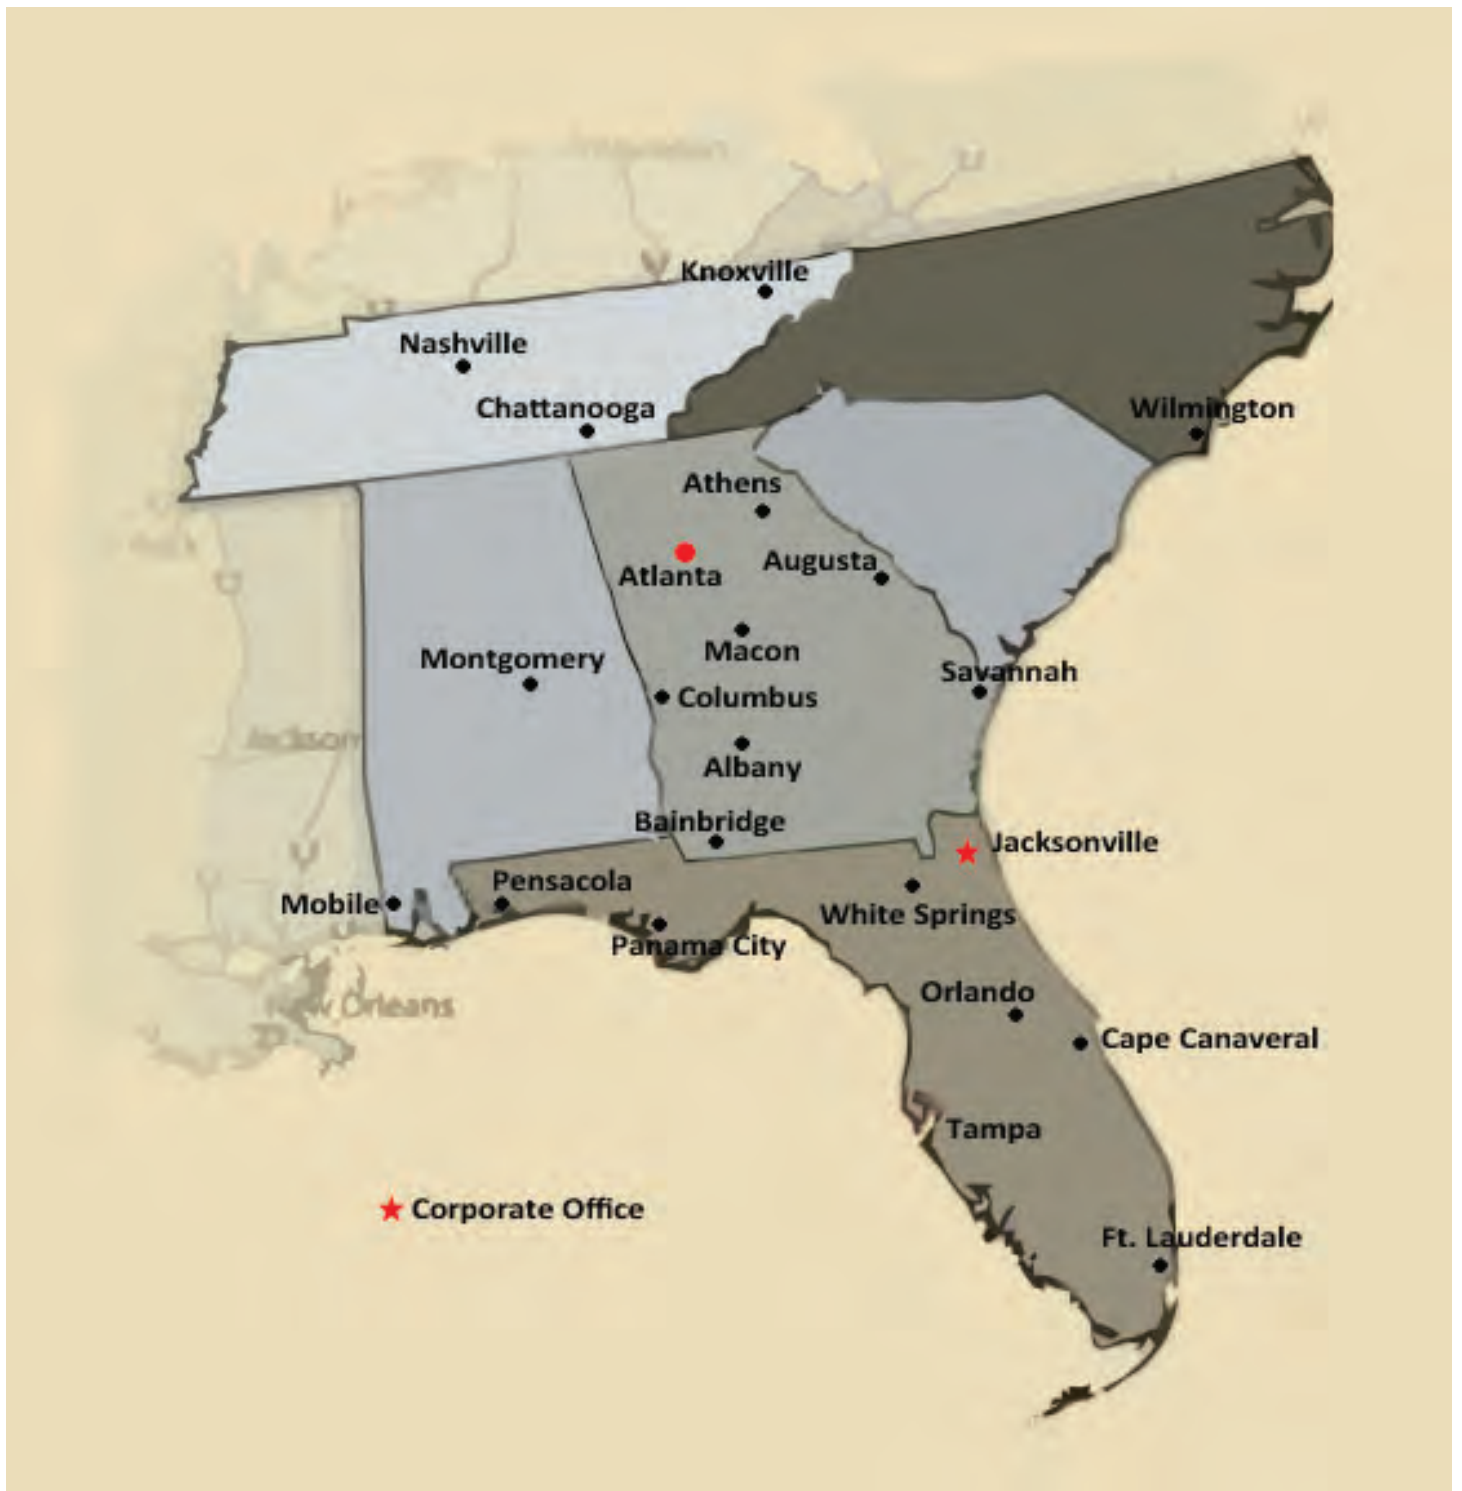 Knoxville
Nashville
Chattanooga
Wilmington
Athens
Atlanta
Augusta
Macon
Montgomery
Savannah
Columbus
Jackson
Albany
Bainbridge
Jacksonville
Pensacola
Mobile
White Springs
Panama City
Orlando
New Orleans
Cape Canaveral
Tampa
Corporate Office
Ft. Lauderdale